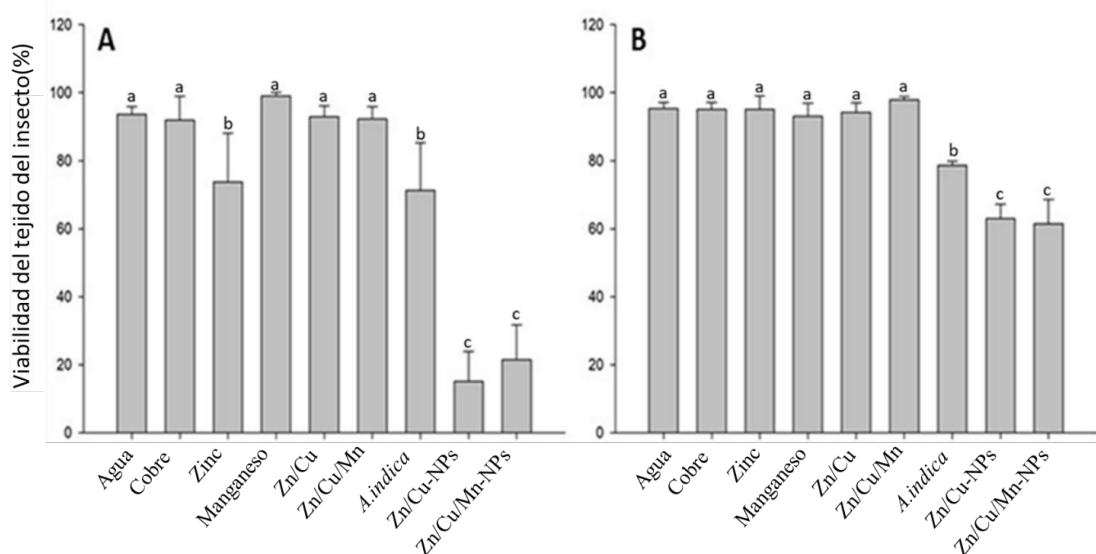 Viabilidad del tejido del insecto(%)
A
120
100
80
60
40
20
0
a
a
b
a
a
a
b
c
c
Agua
Cobre
Zinc
Manganeso
Zn/Cu
Zn/Cu/Mn
A.indica
Zn/Cu-NPs
Zn/Cu/Mn-NPs
B
120
100
80
60
40
20
0
a
a
a
a
a
a
b
c
c
Agua
Cobre
Zinc
Manganeso
Zn/Cu
Zn/Cu/Mn
A.indica
Zn/Cu-NPs
Zn/Cu/Mn-NPs